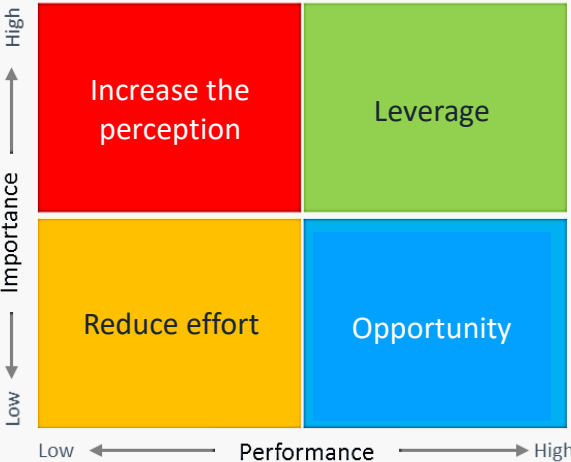 High
Increase the
perception
Leverage
Importance
Reduce effort
Opportunity
Low
Low
Performance
High